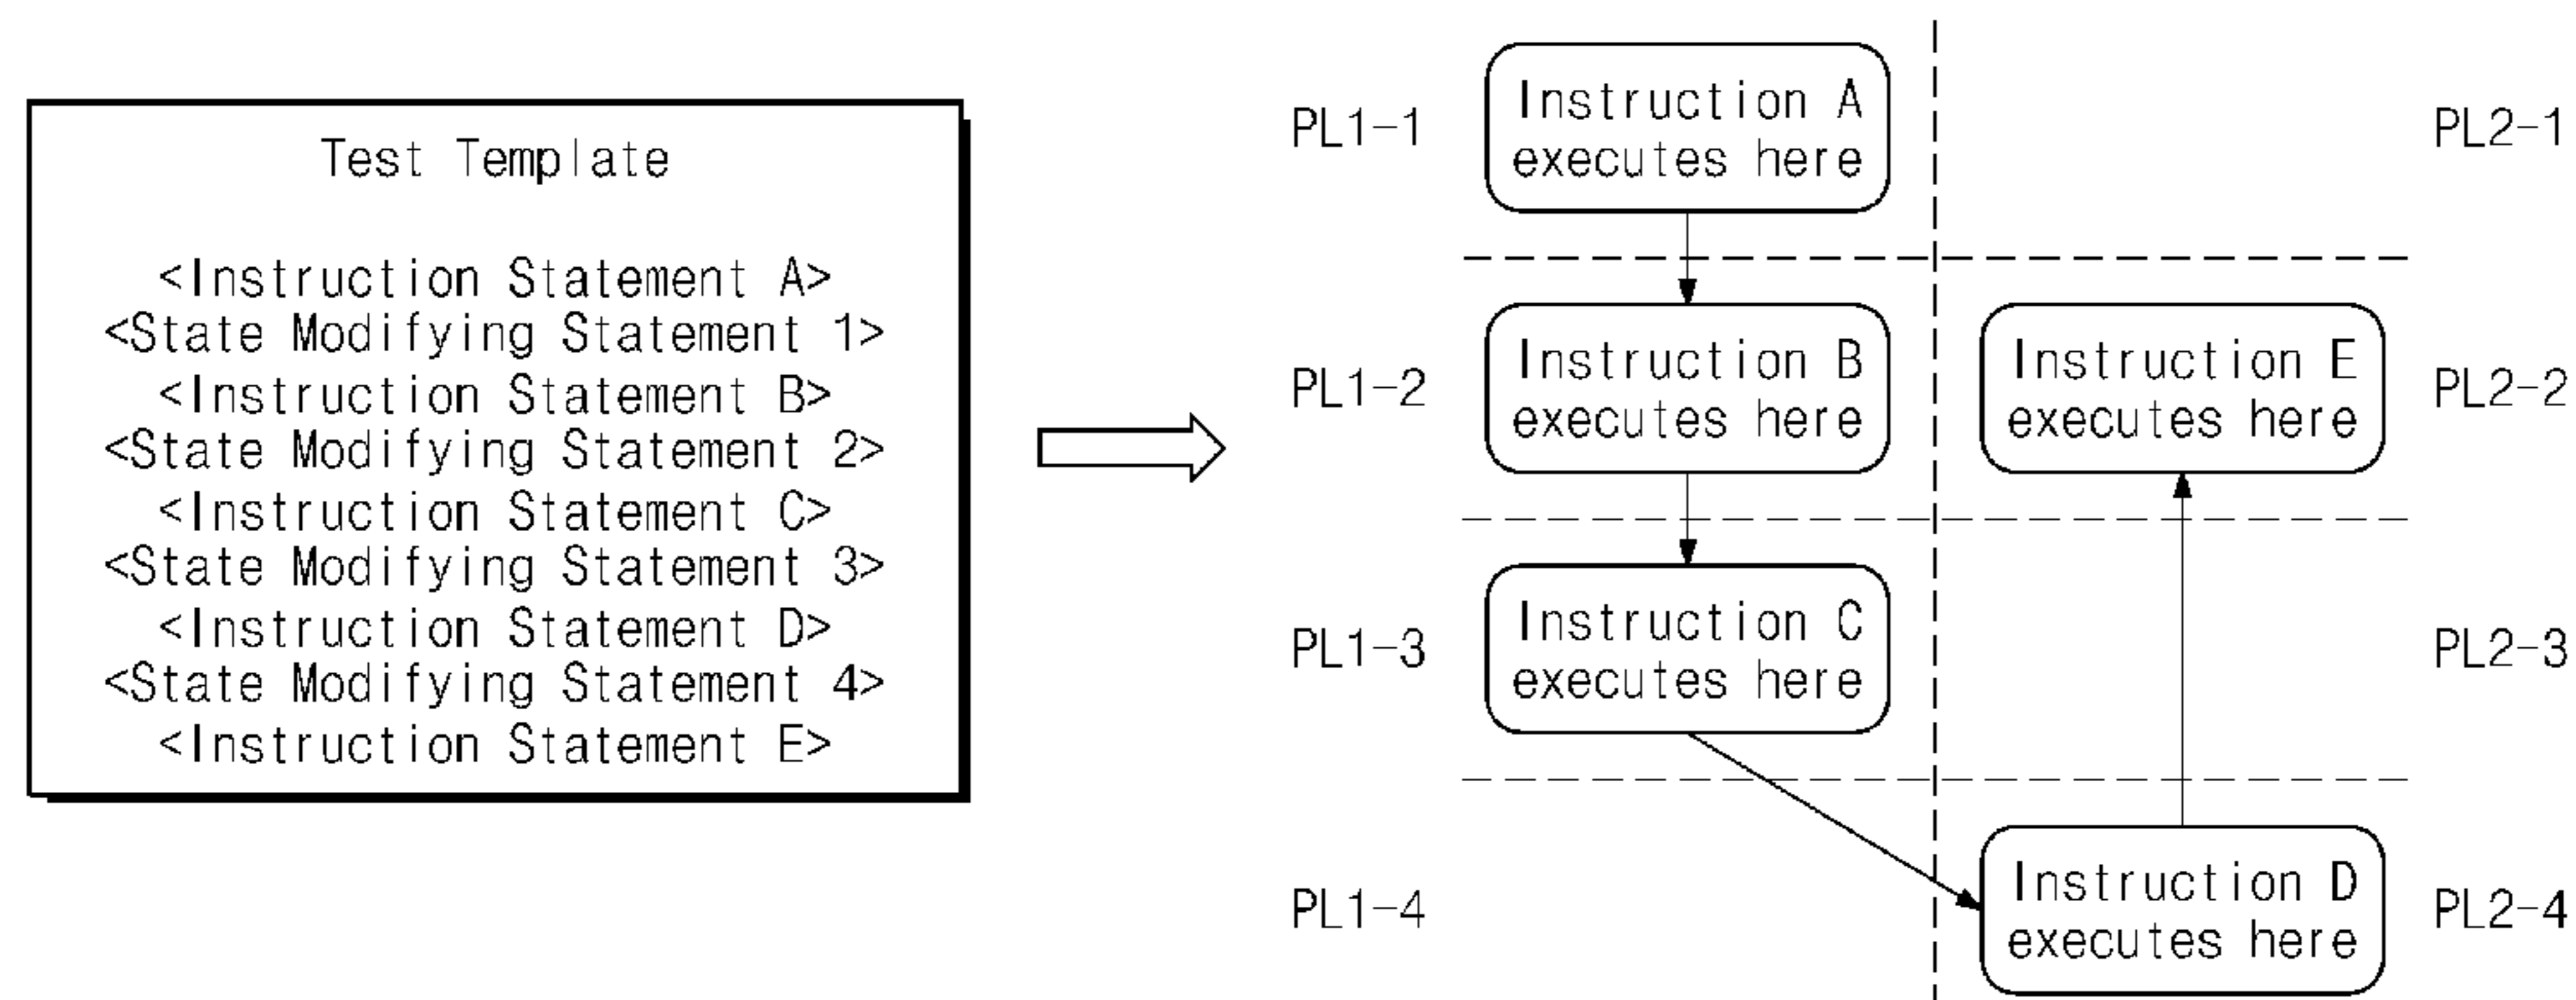 Test Template
<Instruction Statement A>
<State Modifying Statement 1>
<Instruction Statement B>
<State Modifying Statement 2>
<Instruction Statement C>
<State Modifying Statement 3>
<Instruction Statement D>
<State Modifying Statement 4>
<Instruction Statement E>
PL1-1
Instruction A
executes here
PL2-1
PL1-2
Instruction B
executes here
Instruction E
executes here
PL2-2
PL1-3
Instruction C
executes here
PL2-3
PL1-4
Instruction D
executes here
PL2-4